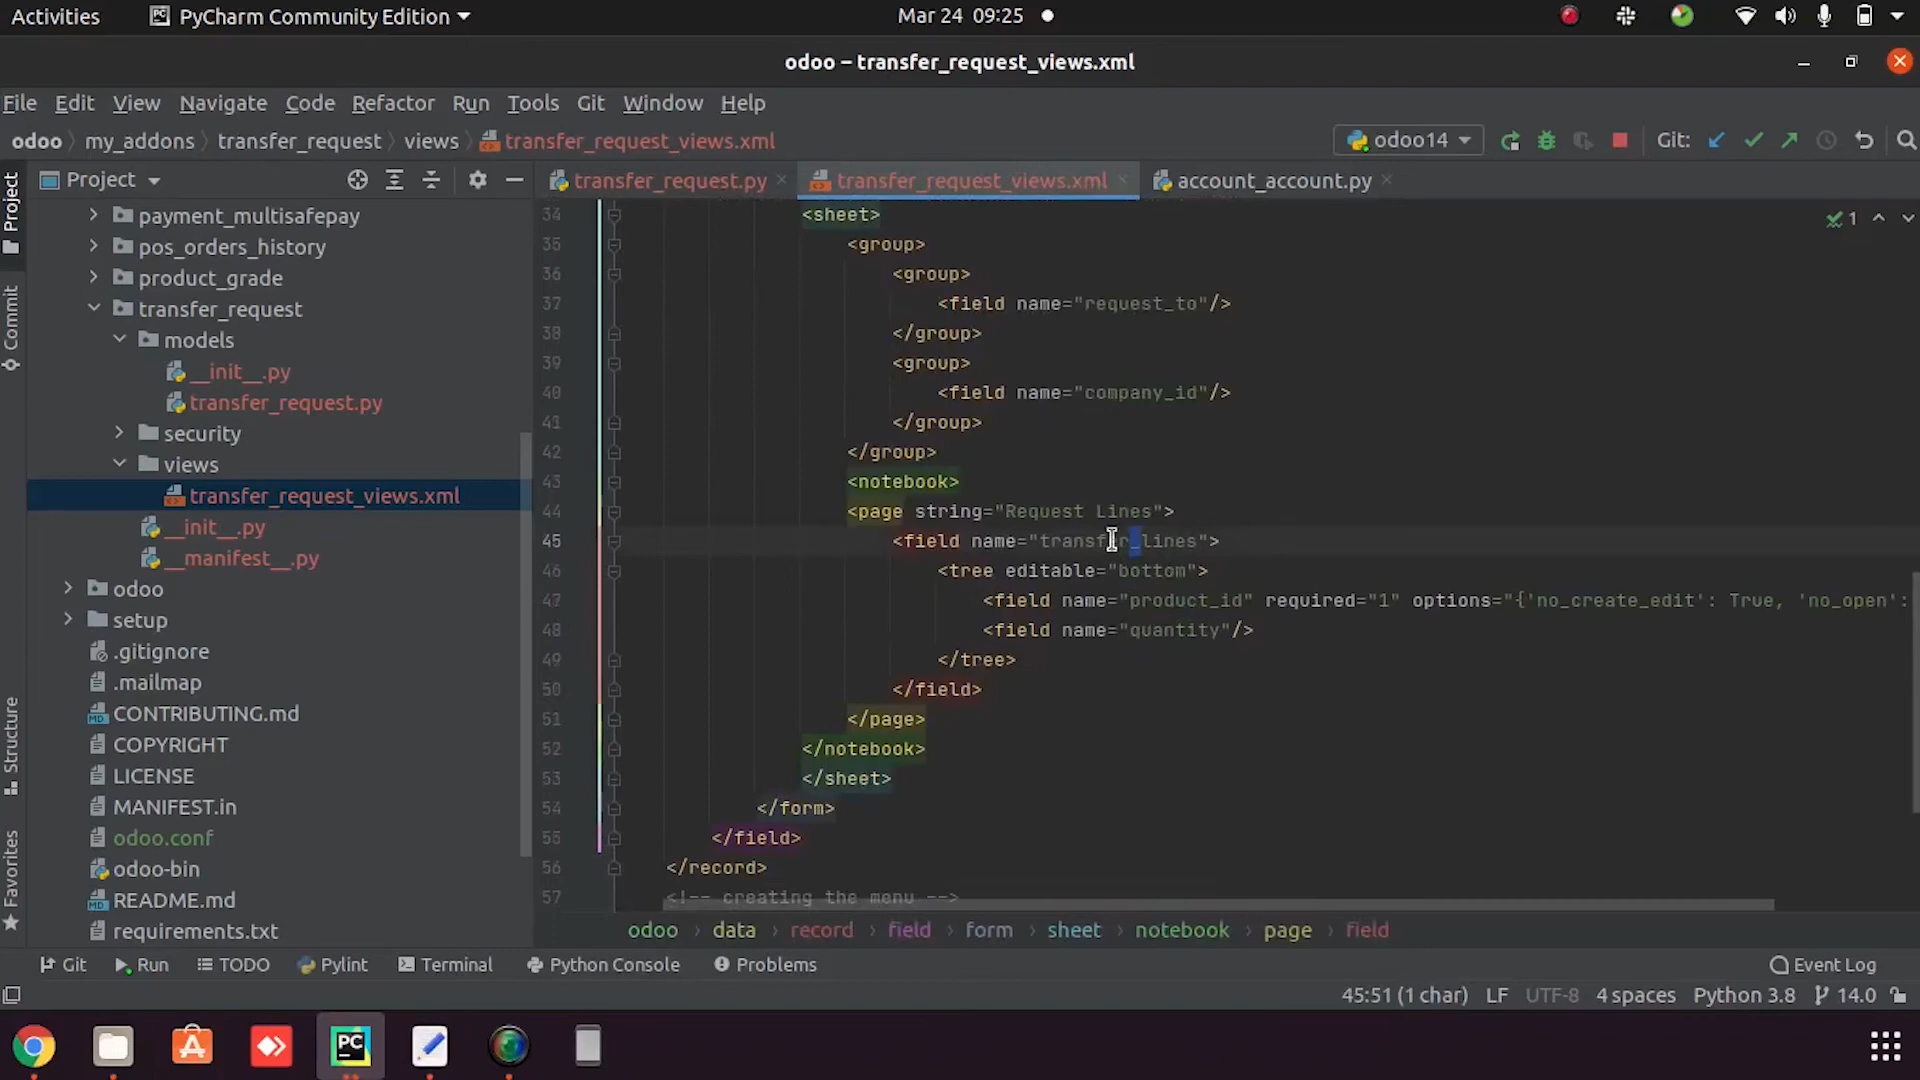 Activities PyCharm Community Edition Mar 24 09:25
odoo – transfer_request_views.xml
File Edit View Navigate Code Refactor Run Tools Git Window Help
odoo my_addons transfer_request views transfer_request_views.xml odoo14 Git:
Project transfer_request.py transfer_request_views.xml account_account.py
Project
Commit
Structure
Favorites
payment_multisafepay
pos_orders_history
product_grade
transfer_request
models
__init__.py
transfer_request.py
security
views
transfer_request_views.xml
__init__.py
__manifest__.py
odoo
setup
.gitignore
.mailmap
CONTRIBUTING.md
COPYRIGHT
LICENSE
MANIFEST.in
odoo.conf
odoo-bin
README.md
requirements.txt
1
34 <sheet>
35 <group>
36 <group>
37 <field name="request_to"/>
38 </group>
39 <group>
40 <field name="company_id"/>
41 </group>
42 </group>
43 <notebook>
44 <page string="Request Lines">
45 <field name="transfer_lines">
46 <tree editable="bottom">
47 <field name="product_id" required="1" options="{'no_create_edit': True, 'no_open':
48 <field name="quantity"/>
49 </tree>
50 </field>
51 </page>
52 </notebook>
53 </sheet>
54 </form>
55 </field>
56 </record>
57 <!-- creating the menu -->
odoo data record field form sheet notebook page field
Git Run TODO Pylint Terminal Python Console Problems Event Log
45:51 (1 char) LF UTF-8 4 spaces Python 3.8 14.0
PC